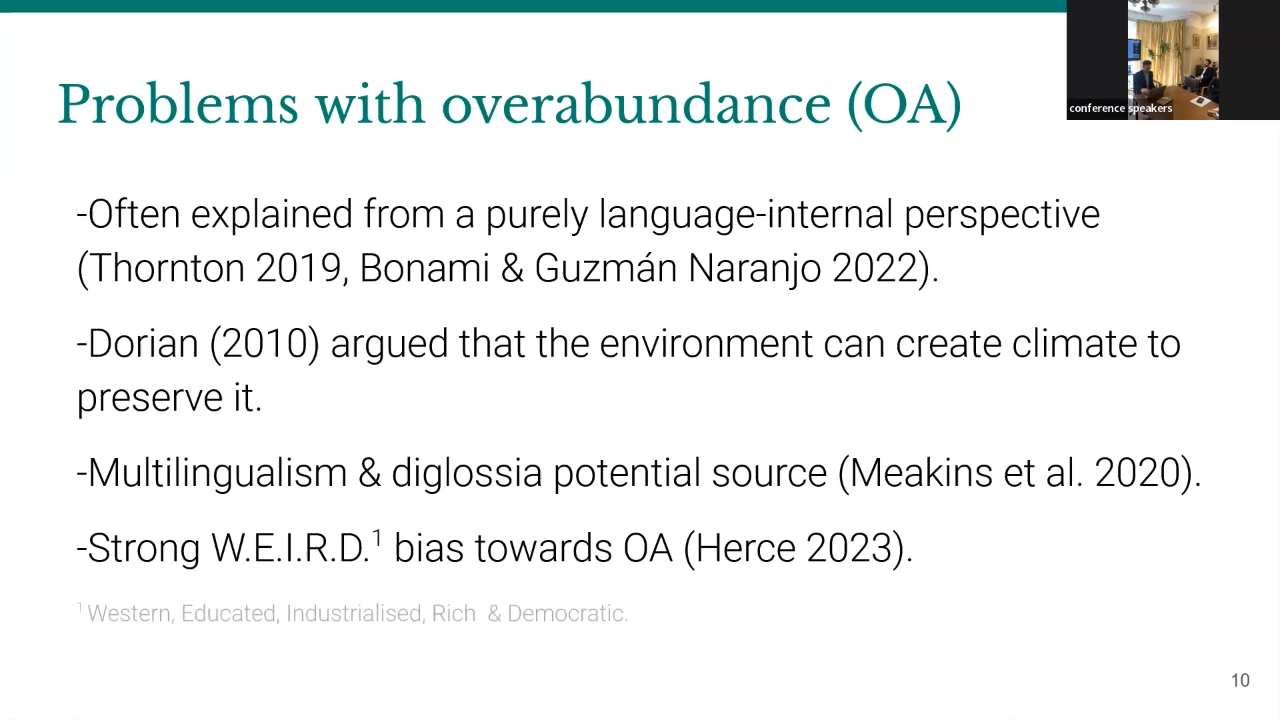 conference speakers
Problems with overabundance (OA)
-Often explained from a purely language-internal perspective
(Thornton 2019, Bonami & Guzmán Naranjo 2022).
-Dorian (2010) argued that the environment can create climate to
preserve it.
-Multilingualism & diglossia potential source (Meakins et al. 2020).
-Strong W.E.I.R.D.¹ bias towards OA (Herce 2023).
¹ Western, Educated, Industrialised, Rich & Democratic.
10